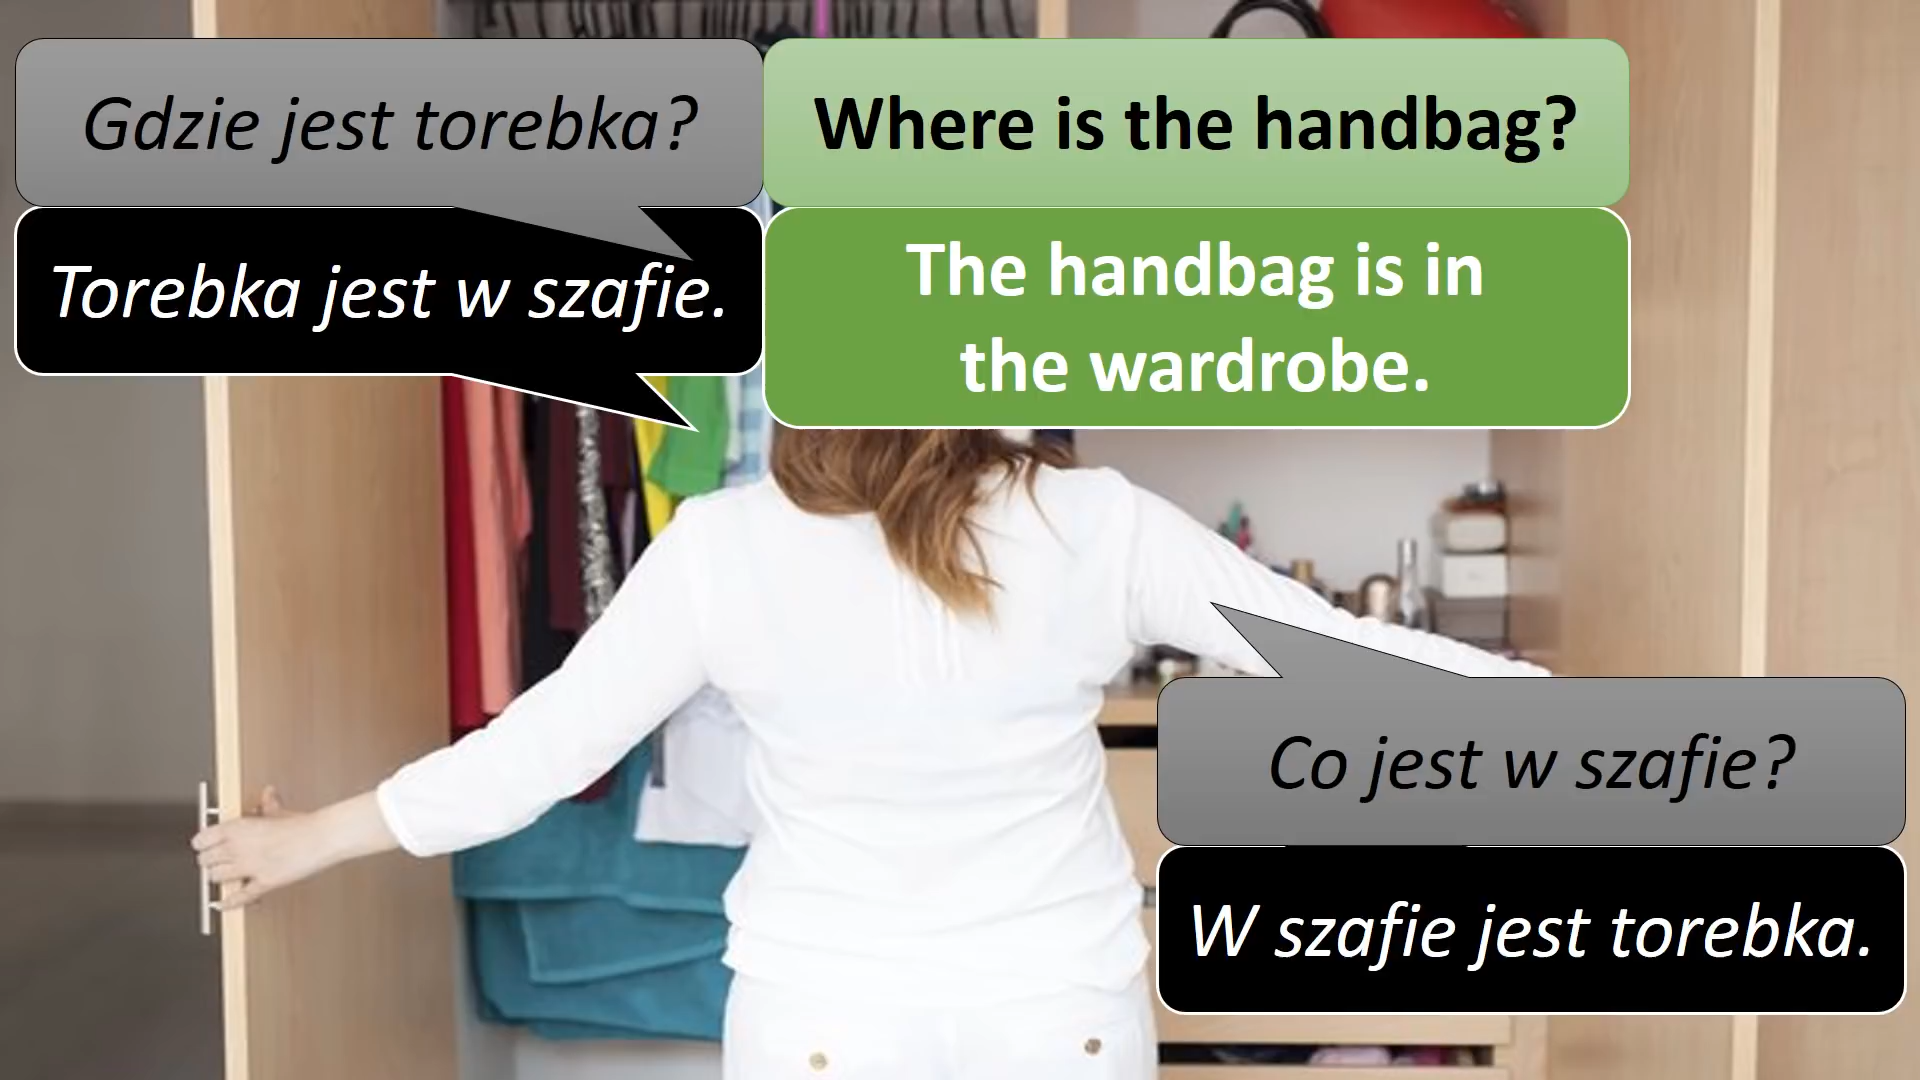 Gdzie jest torebka?
Where is the handbag?
Torebka jest w szafie.
The handbag is in
the wardrobe.
Co jest w szafie?
W szafie jest torebka.